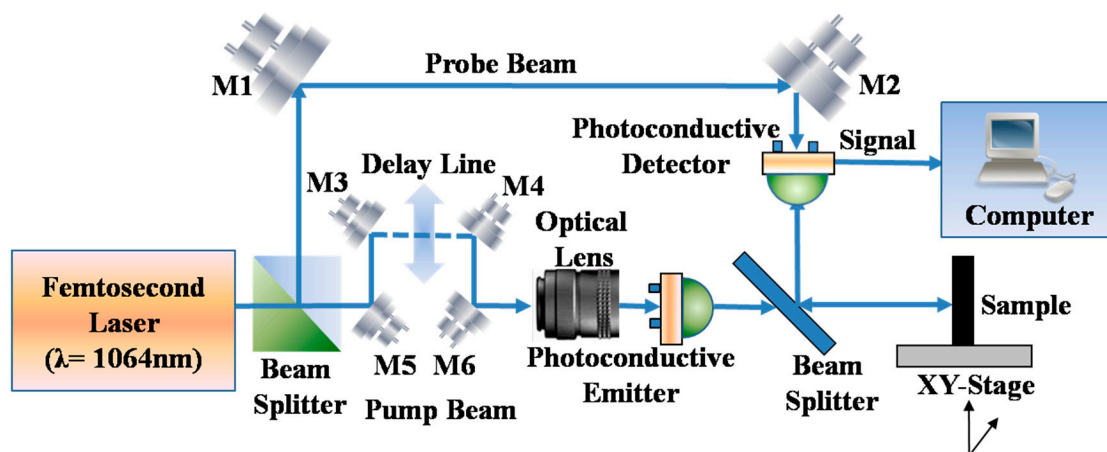 M1
Probe Beam
M2
Photoconductive
Detector
Signal
Computer
M3
Delay Line
M4
Optical
Lens
Femtosecond
Laser
(λ= 1064nm)
Beam
Splitter
M5
M6
Pump Beam
Photoconductive
Emitter
Beam
Splitter
Sample
XY-Stage